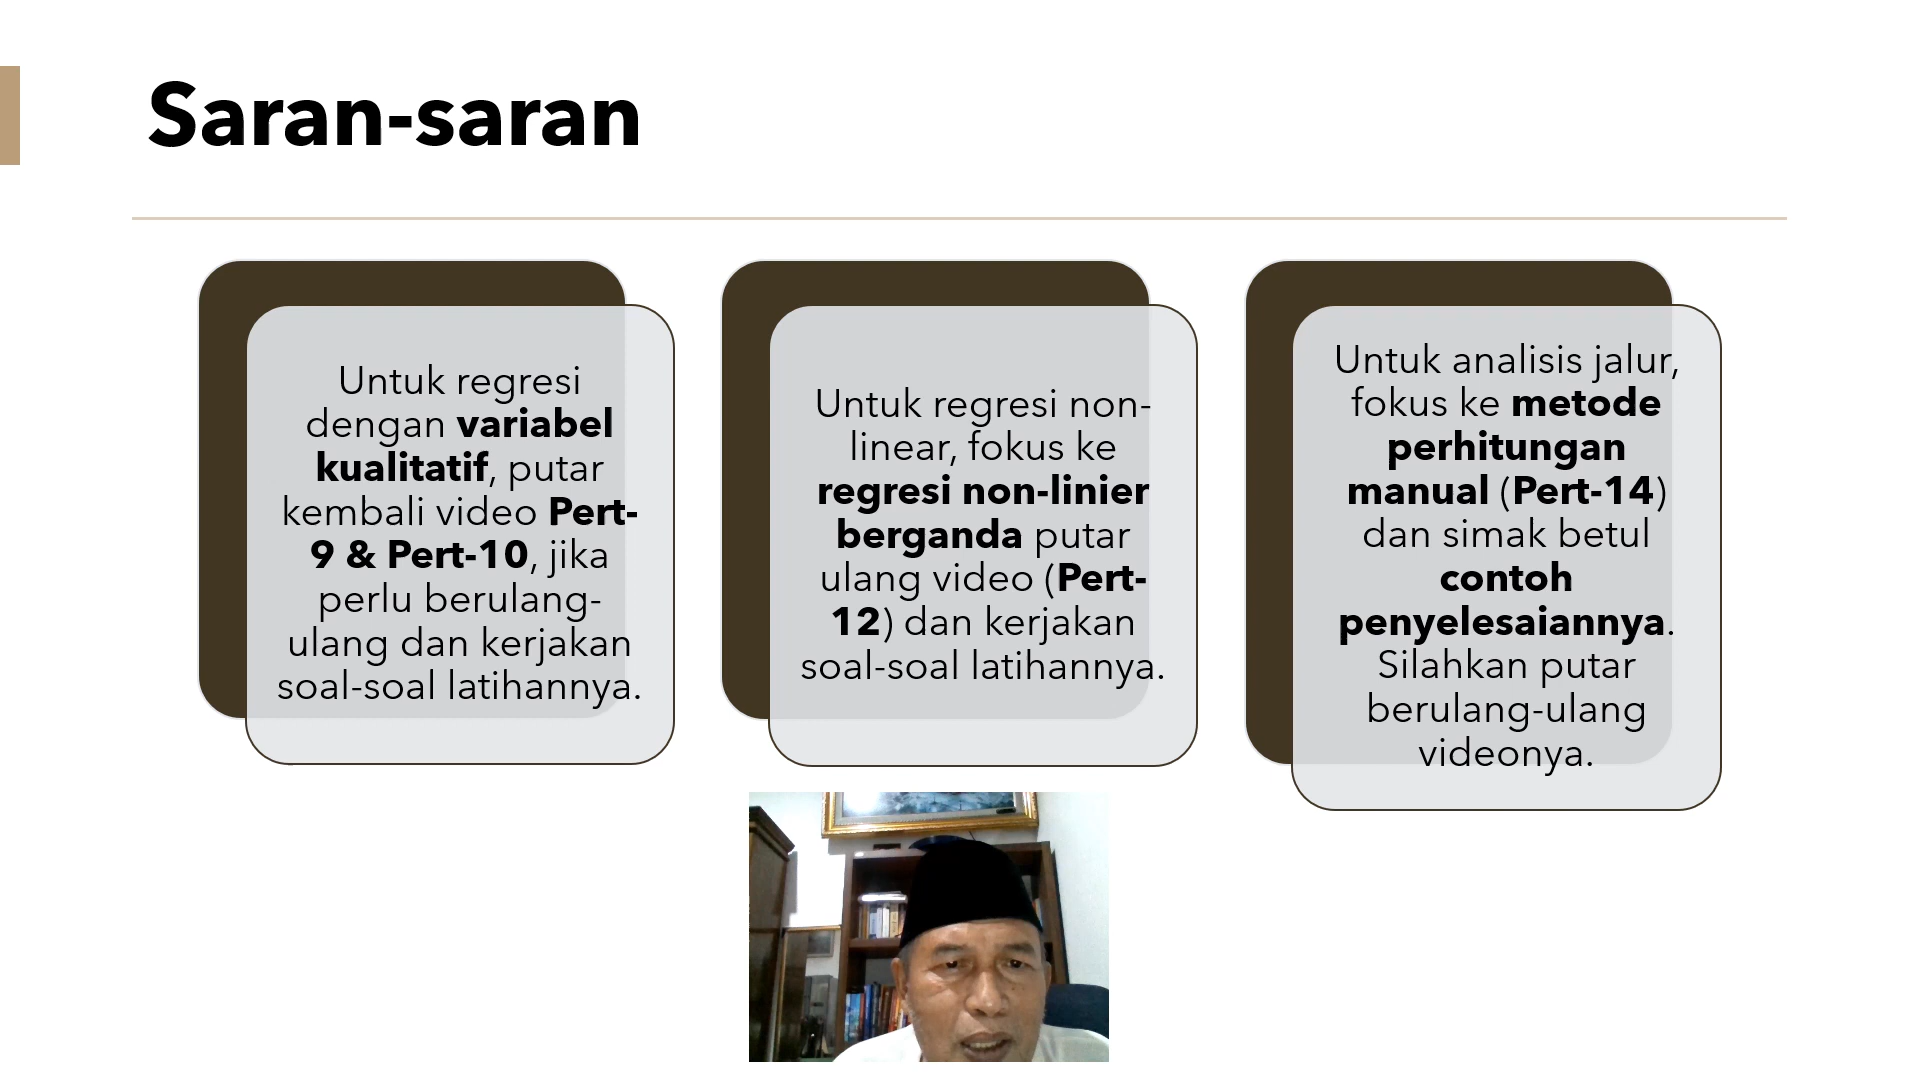 Saran-saran
Untuk regresi
dengan variabel
kualitatif, putar
kembali video Pert-
9 & Pert-10, jika
perlu berulang-
ulang dan kerjakan
soal-soal latihannya.
Untuk regresi non-
linear, fokus ke
regresi non-linier
berganda putar
ulang video (Pert-
12) dan kerjakan
soal-soal latihannya.
Untuk analisis jalur,
fokus ke metode
perhitungan
manual (Pert-14)
dan simak betul
contoh
penyelesaiannya.
Silahkan putar
berulang-ulang
videonya.